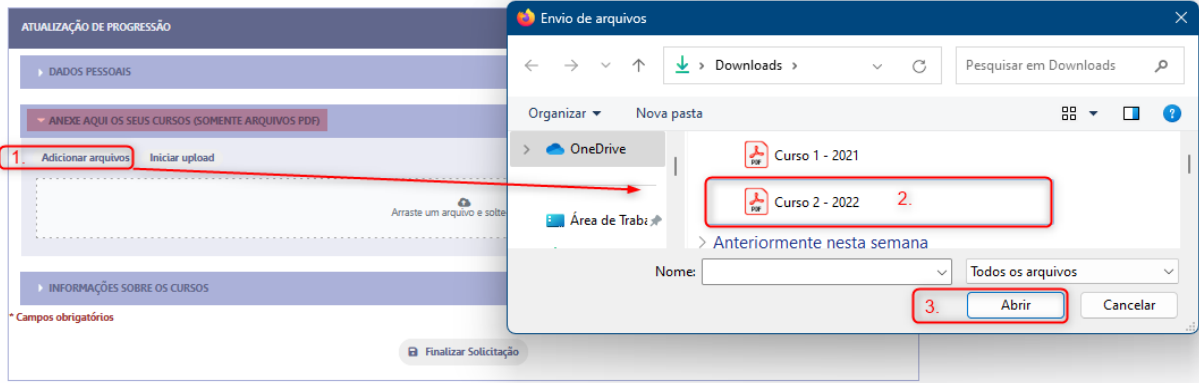 ATUALIZAÇÃO DE PROGRESSÃO
DADOS PESSOAIS
ANEXE AQUI OS SEUS CURSOS (SOMENTE ARQUIVOS PDF)
1. Adicionar arquivos Iniciar upload
Arraste um arquivo e solte
INFORMAÇÕES SOBRE OS CURSOS
* Campos obrigatórios
Finalizar Solicitação
Envio de arquivos
Downloads
Pesquisar em Downloads
Organizar Nova pasta
OneDrive
Área de Traba
PDF Curso 1 - 2021
PDF Curso 2 - 2022 2.
Anteriormente nesta semana
Nome: Todos os arquivos
3. Abrir Cancelar